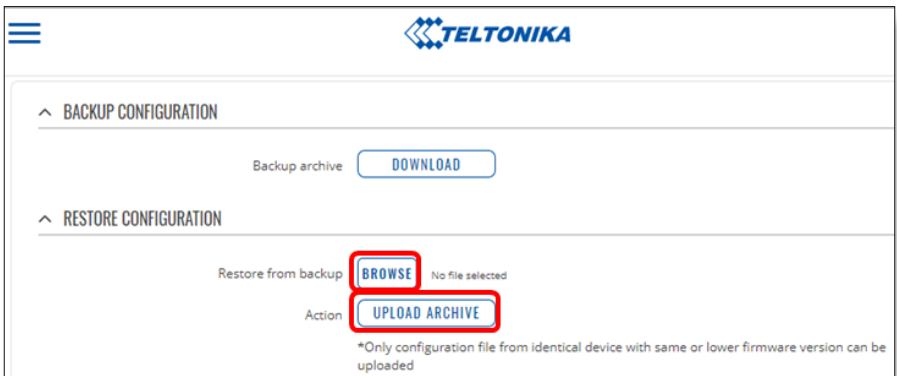 TELTONIKA
BACKUP CONFIGURATION
Backup archive DOWNLOAD
RESTORE CONFIGURATION
Restore from backup BROWSE No file selected
Action UPLOAD ARCHIVE
*Only configuration file from identical device with same or lower firmware version can be
uploaded